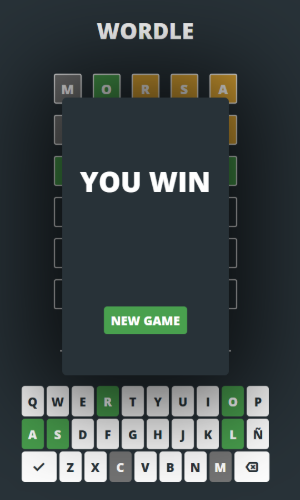 WORDLE
M O R S A
YOU WIN
NEW GAME
Q W E R T Y U I O P
A S D F G H J K L Ñ
Z X C V B N M